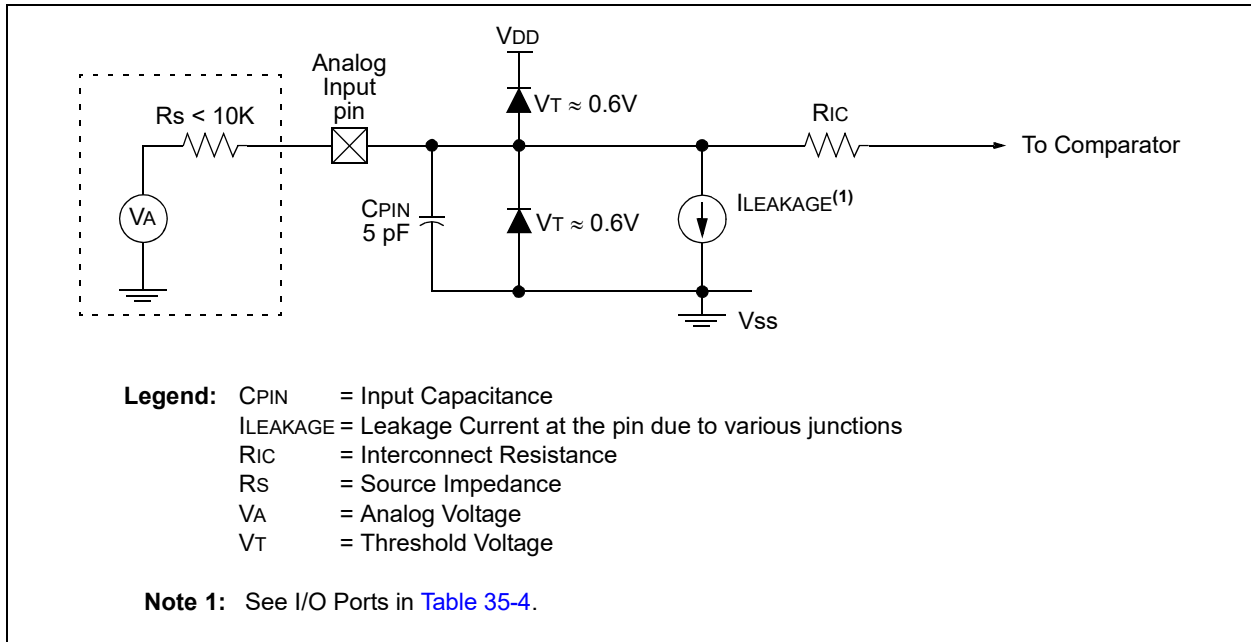 VDD
Analog
Input
pin
VT ≈ 0.6V
Rs < 10K
RIC
To Comparator
VA
CPIN
5 pF
VT ≈ 0.6V
ILEAKAGE(1)
Vss
Legend: CPIN = Input Capacitance
ILEAKAGE = Leakage Current at the pin due to various junctions
RIC = Interconnect Resistance
RS = Source Impedance
VA = Analog Voltage
VT = Threshold Voltage
Note 1: See I/O Ports in Table 35-4.